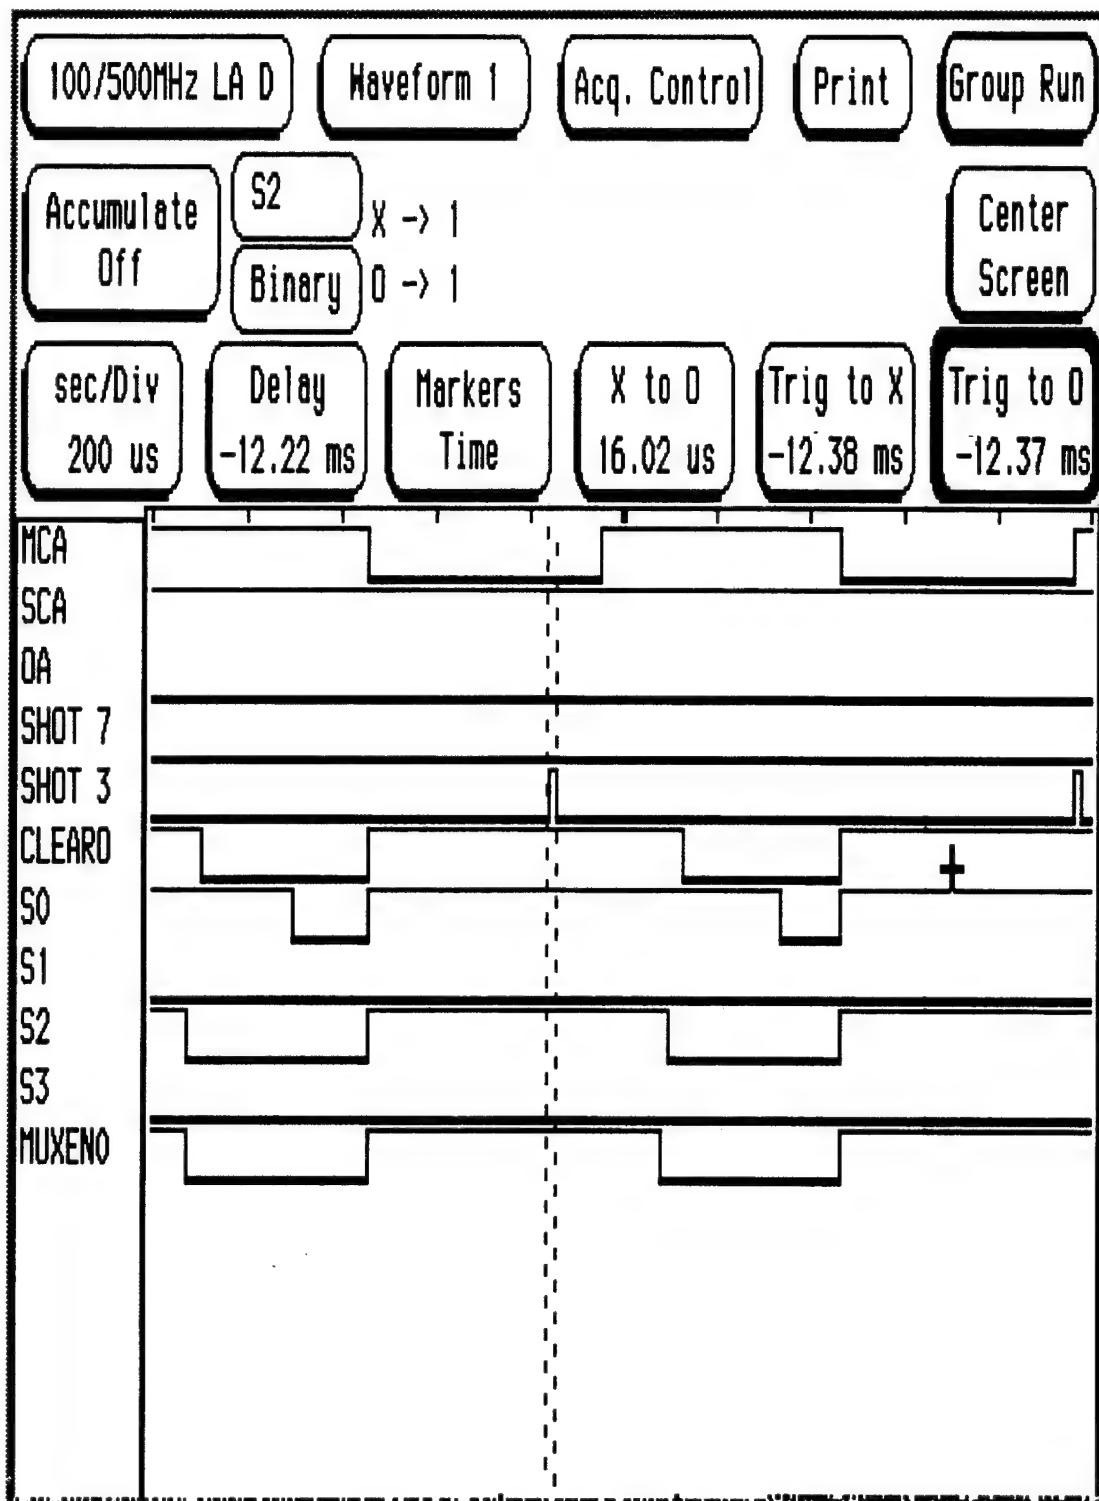 100/500MHz LA D Waveform 1 Acq. Control Print Group Run
Accumulate Off S2 X -> 1 Center Screen
Binary O -> 1
sec/Div Delay Markers X to O Trig to X Trig to O
200 us -12.22 ms Time 16.02 us -12.38 ms -12.37 ms
MCA
SCA
OA
SHOT 7
SHOT 3
CLEARO
S0
S1
S2
S3
MUXENO